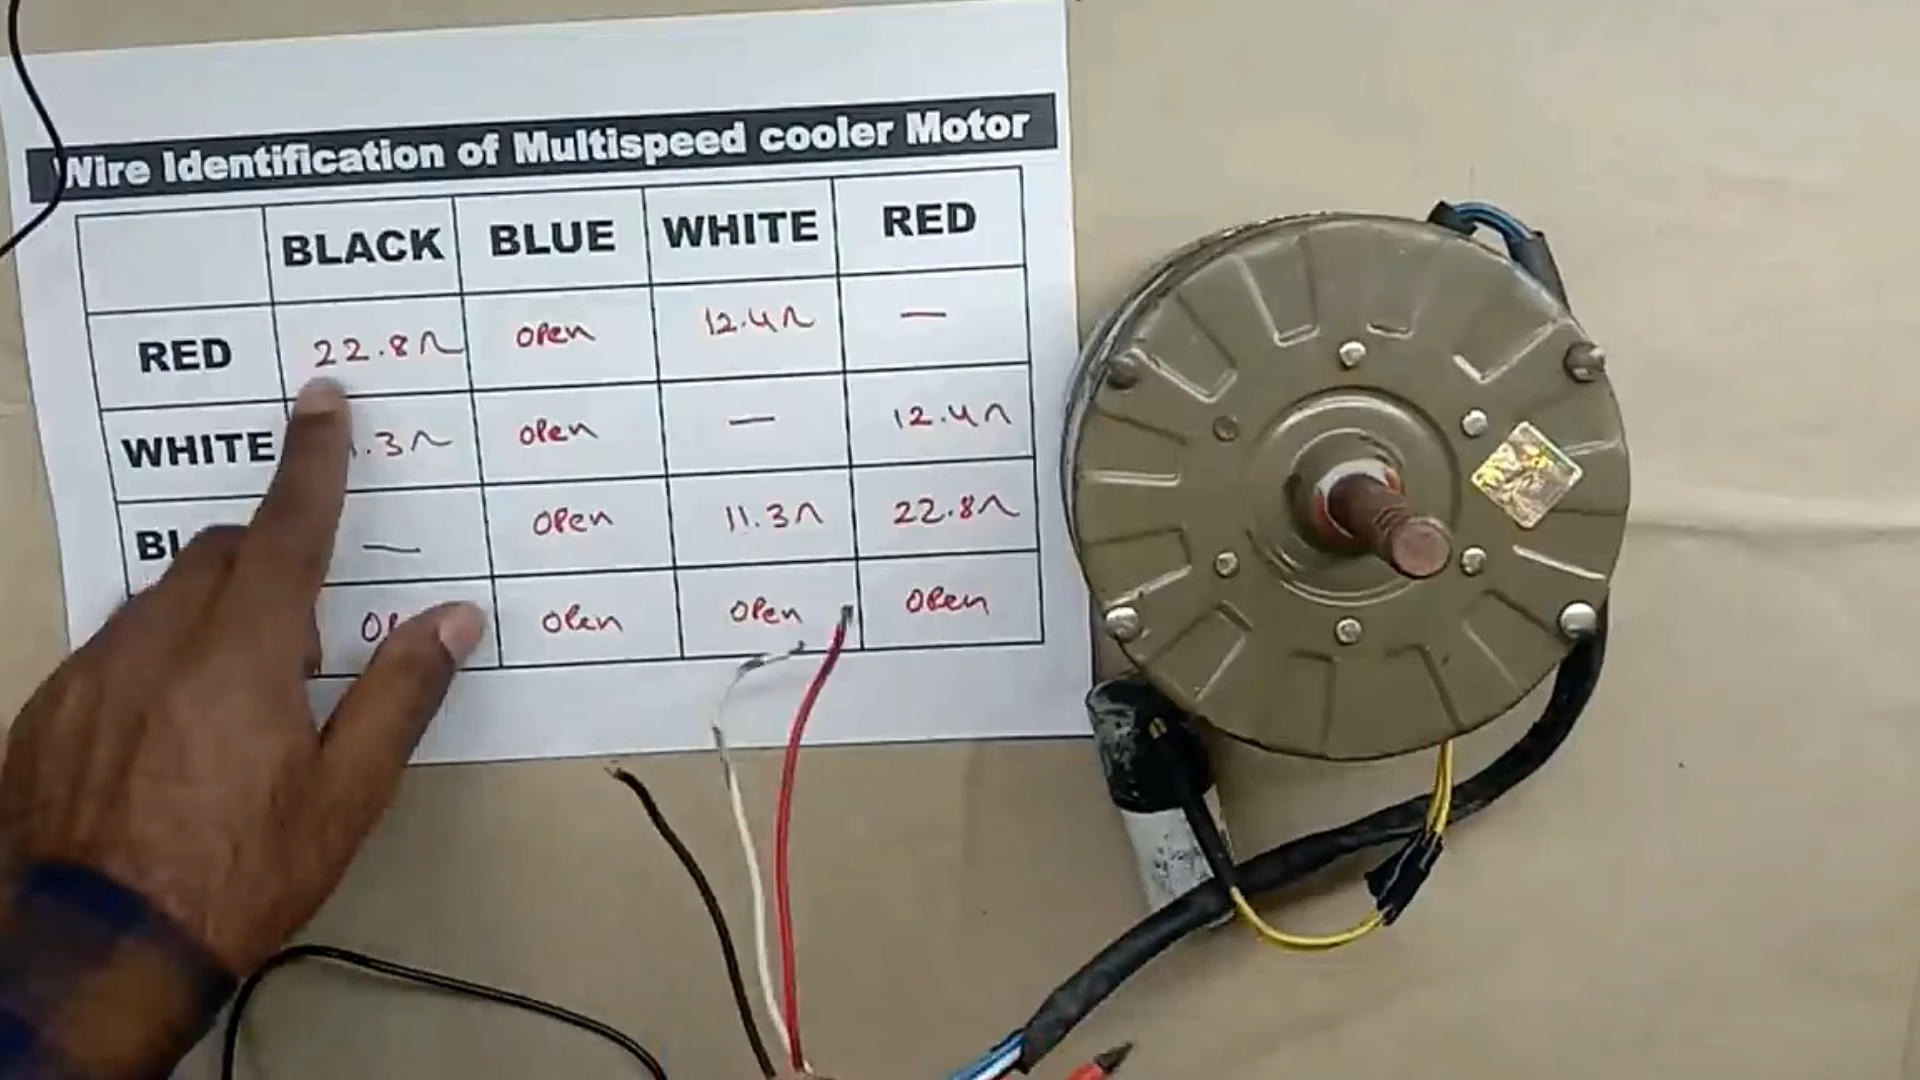 Wire Identification of Multispeed cooler Motor
BLACK BLUE WHITE RED
RED 22.8Ω Open 12.4Ω —
WHITE .3Ω Open — 12.4Ω
— Open 11.3Ω 22.8Ω
Open Open Open